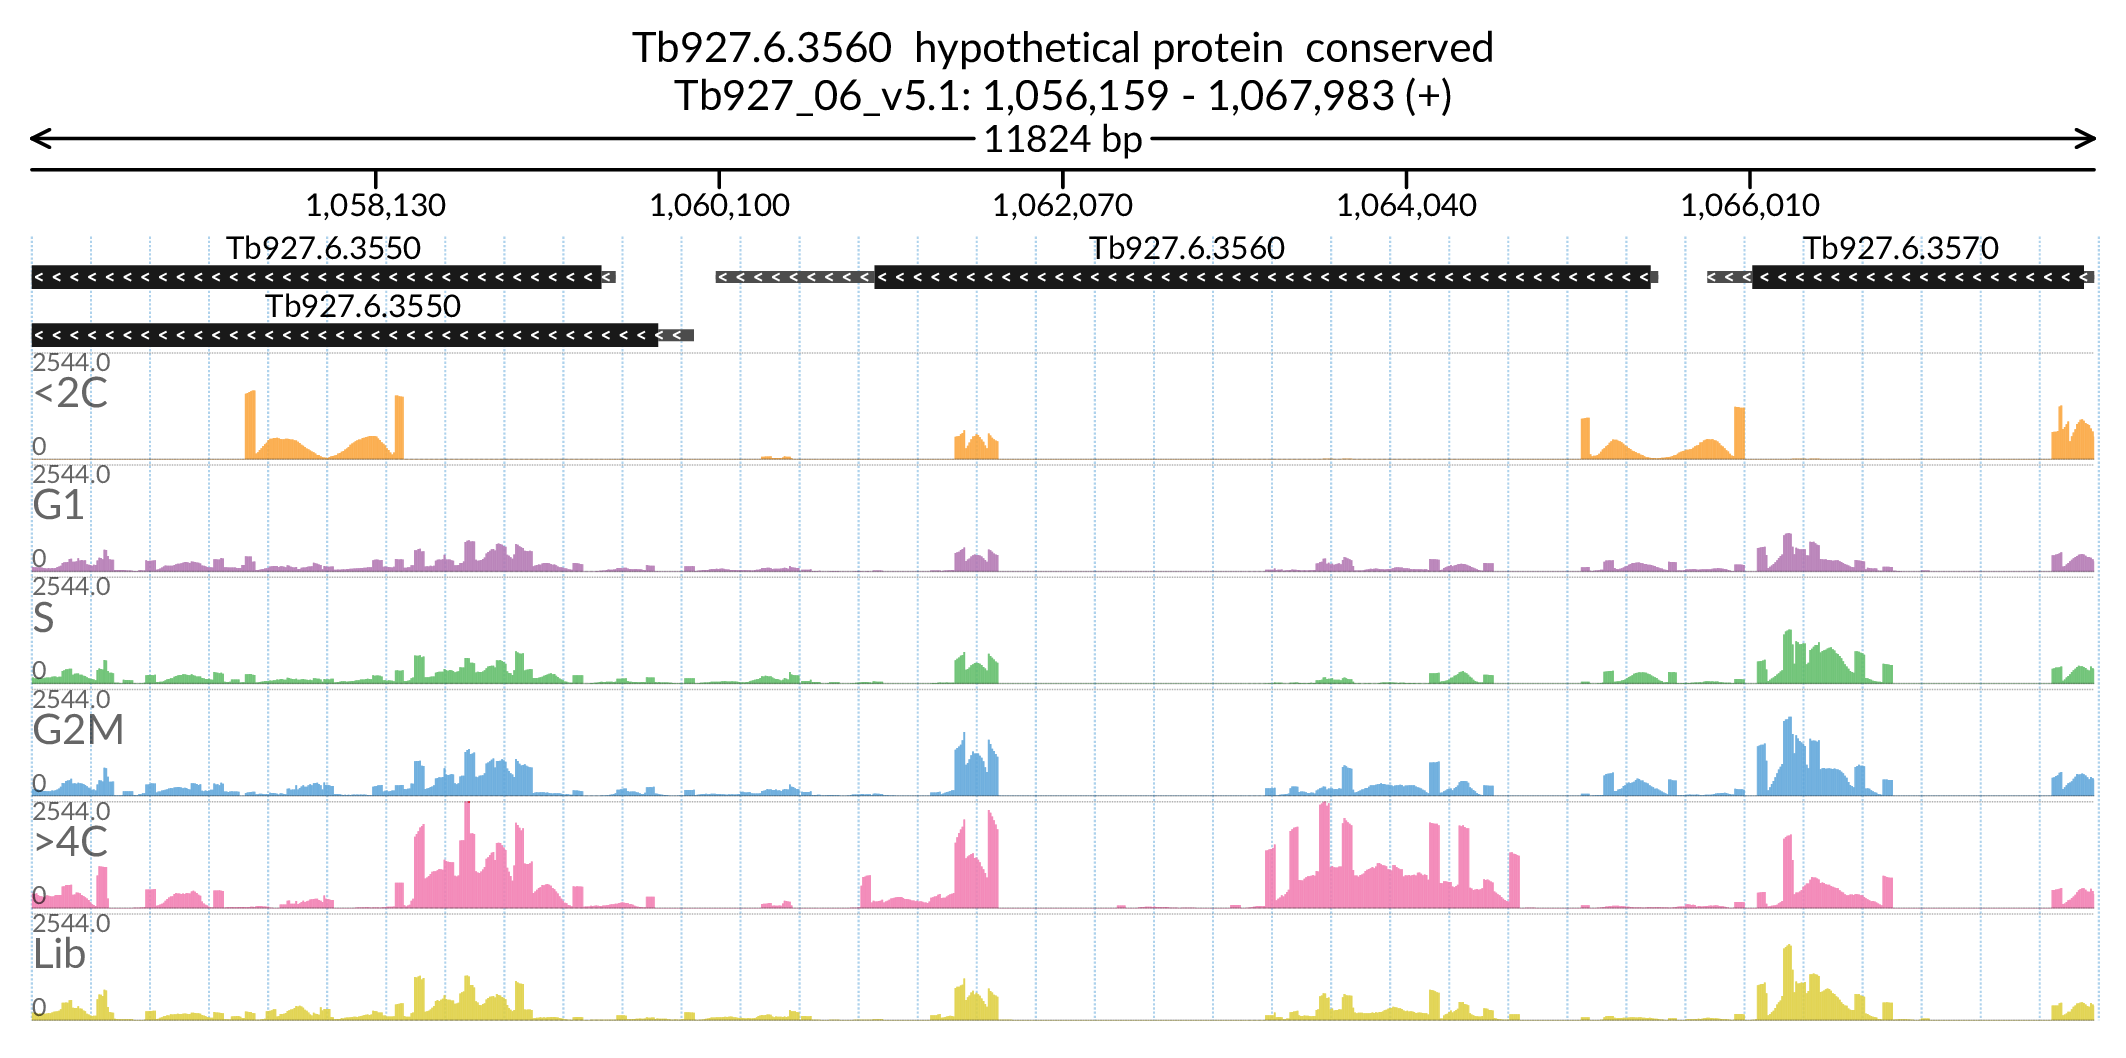 Tb927.6.3560 hypothetical protein conserved
Tb927_06_v5.1: 1,056,159 - 1,067,983 (+)
11824 bp
1,058,130 1,060,100 1,062,070 1,064,040 1,066,010
Tb927.6.3550 Tb927.6.3560 Tb927.6.3570
Tb927.6.3550
2544.0
<2C
0
2544.0
G1
0
2544.0
S
0
2544.0
G2M
0
2544.0
>4C
0
2544.0
Lib
0